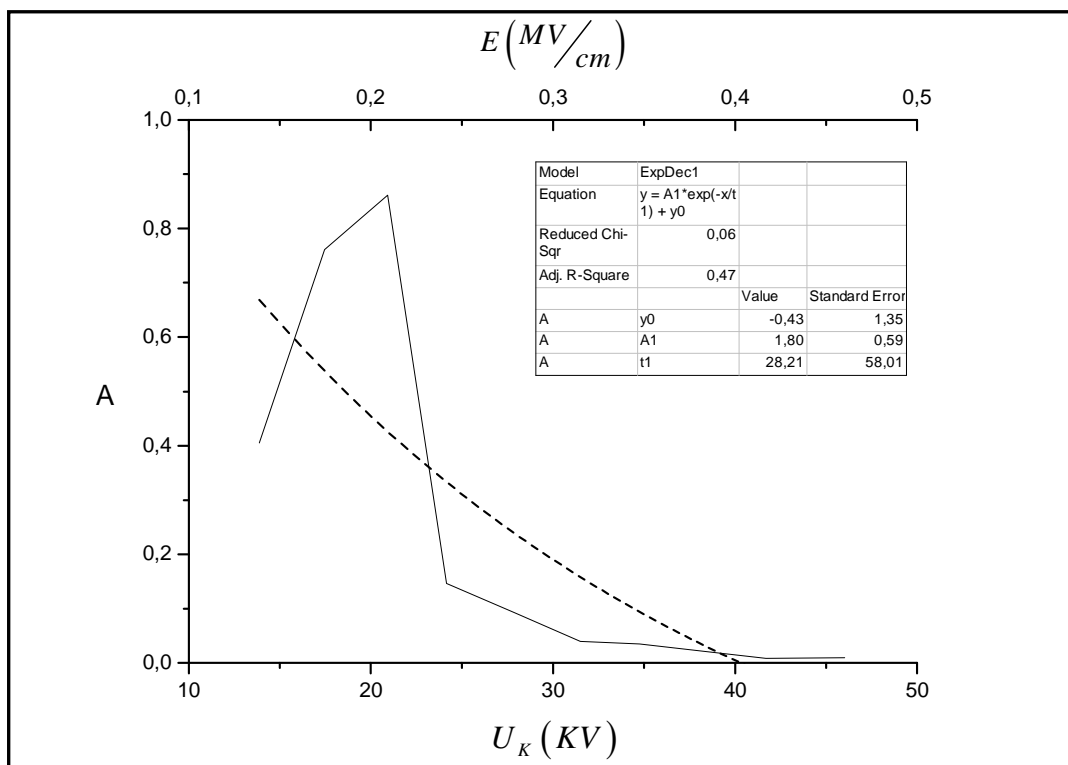 E(MV/cm)
0,1 0,2 0,3 0,4 0,5
1,0
0,8
0,6
0,4
0,2
0,0
A
Model ExpDec1
Equation y = A1*exp(-x/t
1) + y0
Reduced Chi-
Sqr 0,06
Adj. R-Square 0,47
Value Standard Error
A y0 -0,43 1,35
A A1 1,80 0,59
A t1 28,21 58,01
10 20 30 40 50
U_K (KV)